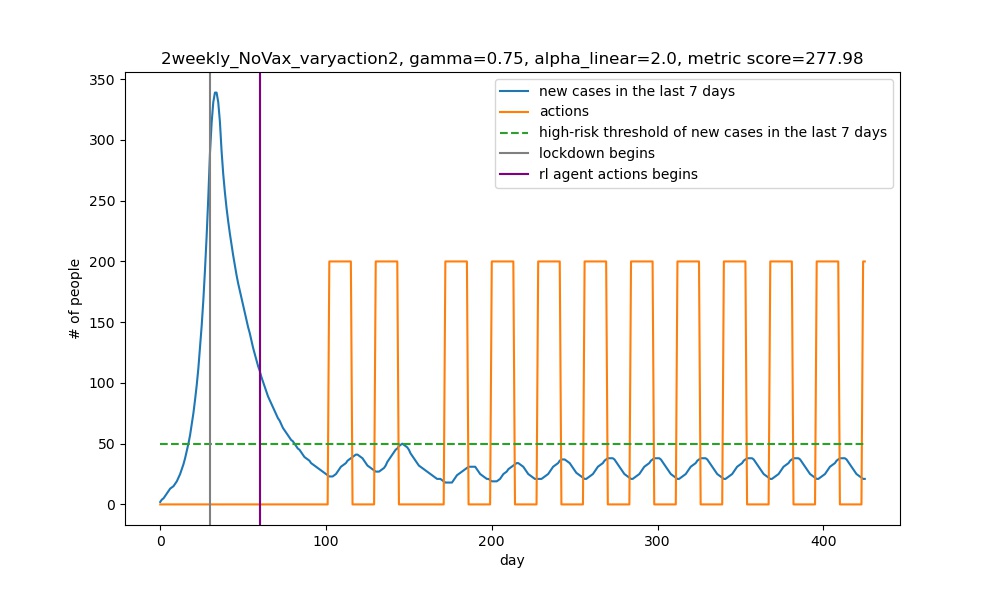 2weekly_NoVax_varyaction2, gamma=0.75, alpha_linear=2.0, metric score=277.98
new cases in the last 7 days
actions
high-risk threshold of new cases in the last 7 days
lockdown begins
rl agent actions begins
# of people
350
300
250
200
150
100
50
0
0 100 200 300 400
day